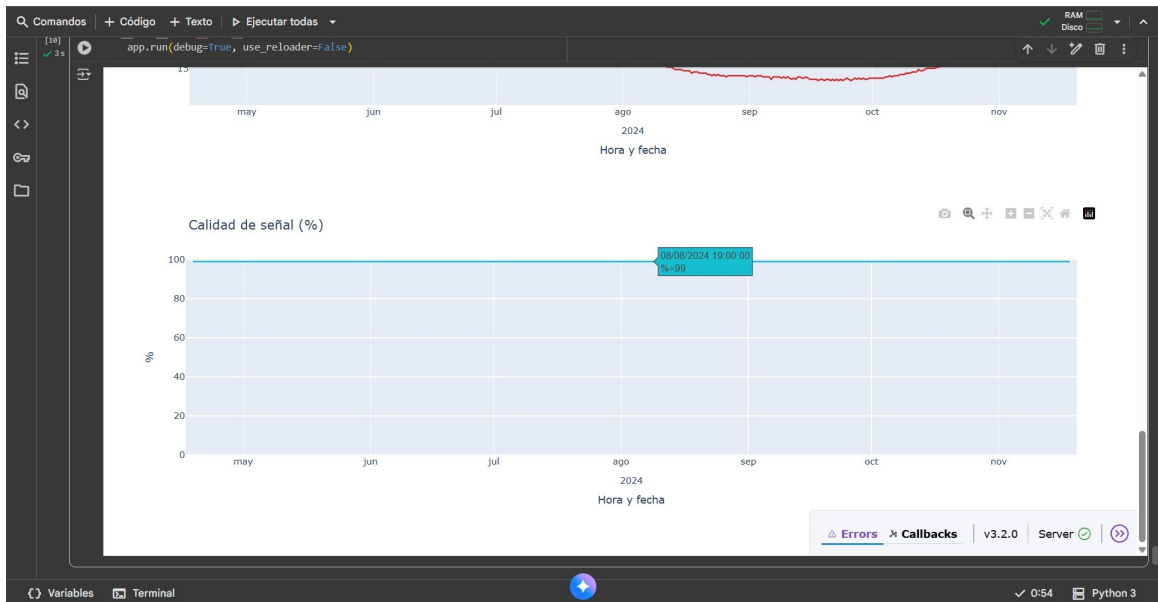 Comandos + Código + Texto Ejecutar todas RAM Disco
[10] 3 s
app.run(debug=True, use_reloader=False)
15
may jun jul ago sep oct nov
2024
Hora y fecha
Calidad de señal (%)
08/08/2024 19:00:00
%=99
100
80
60
%
40
20
0
may jun jul ago sep oct nov
2024
Hora y fecha
Errors Callbacks v3.2.0 Server
{} Variables Terminal 0:54 Python 3